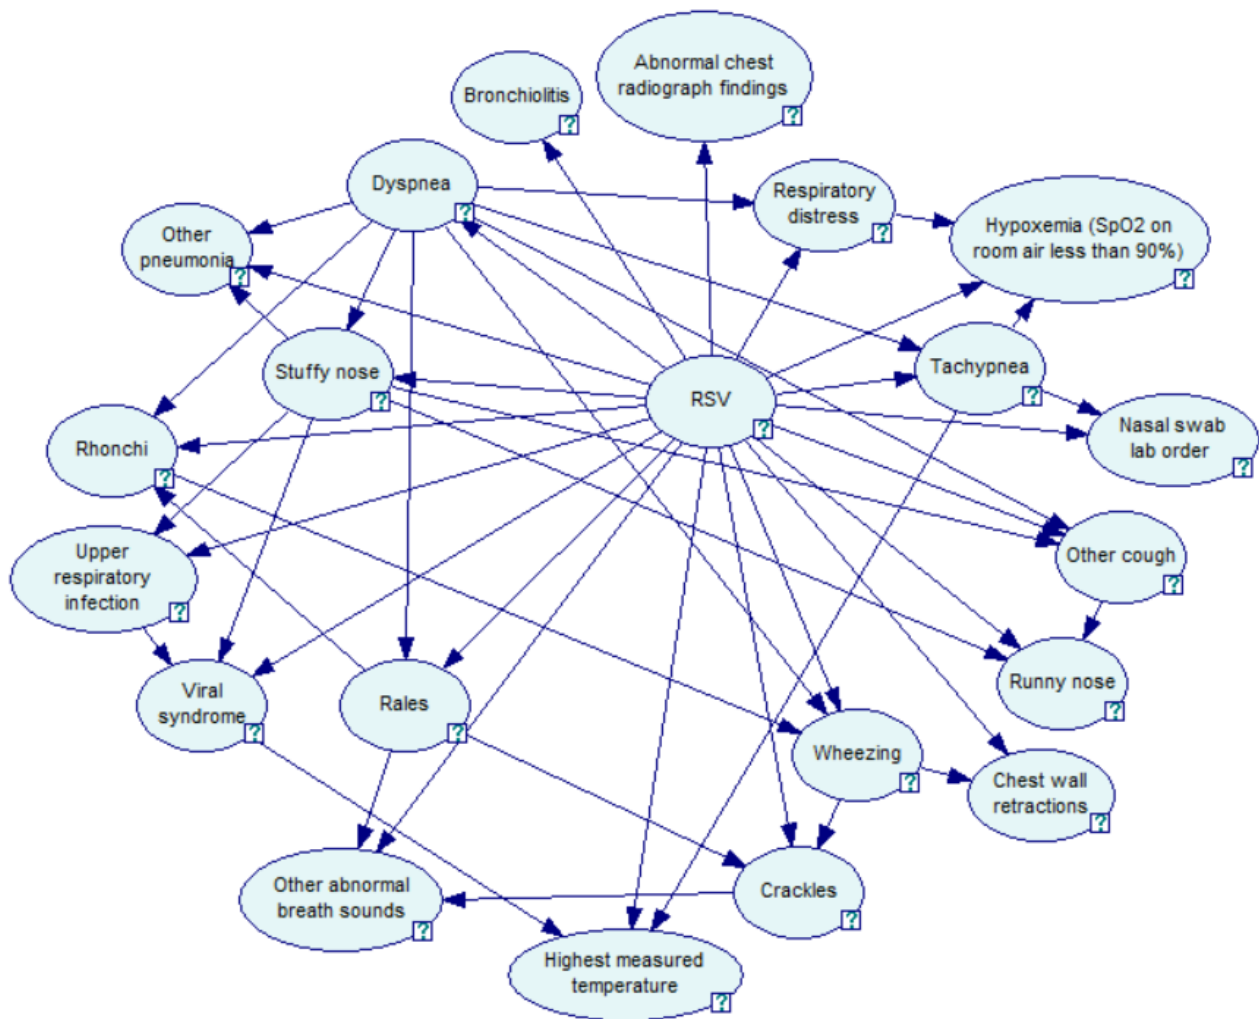 Abnormal chest
radiograph findings
?
Bronchiolitis
?
Dyspnea
?
Respiratory
distress
?
Hypoxemia (SpO2 on
room air less than 90%)
?
Other
pneumonia
?
Stuffy nose
?
RSV
?
Tachypnea
?
Nasal swab
lab order
?
Rhonchi
?
Upper
respiratory
infection
?
Other cough
?
Runny nose
?
Viral
syndrome
?
Rales
?
Wheezing
?
Chest wall
retractions
?
Other abnormal
breath sounds
?
Crackles
?
Highest measured
temperature
?